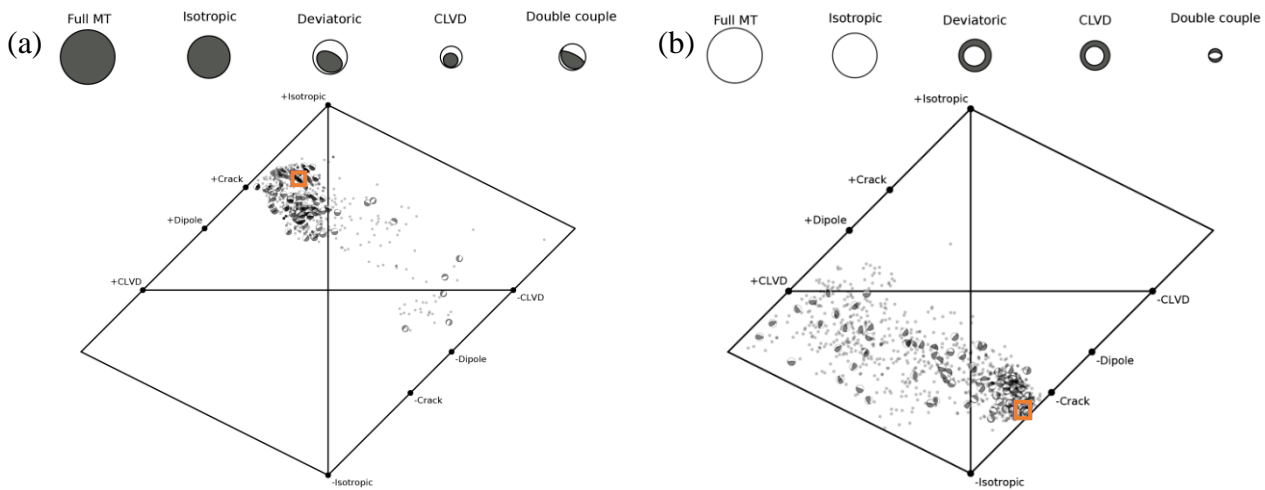 (a)
Full MT
Isotropic
Deviatoric
CLVD
Double couple
+Isotropic
+Crack
+Dipole
+CLVD
-CLVD
-Dipole
-Crack
-Isotropic
(b)
Full MT
Isotropic
Deviatoric
CLVD
Double couple
+Isotropic
+Crack
+Dipole
+CLVD
-CLVD
-Dipole
-Crack
-Isotropic